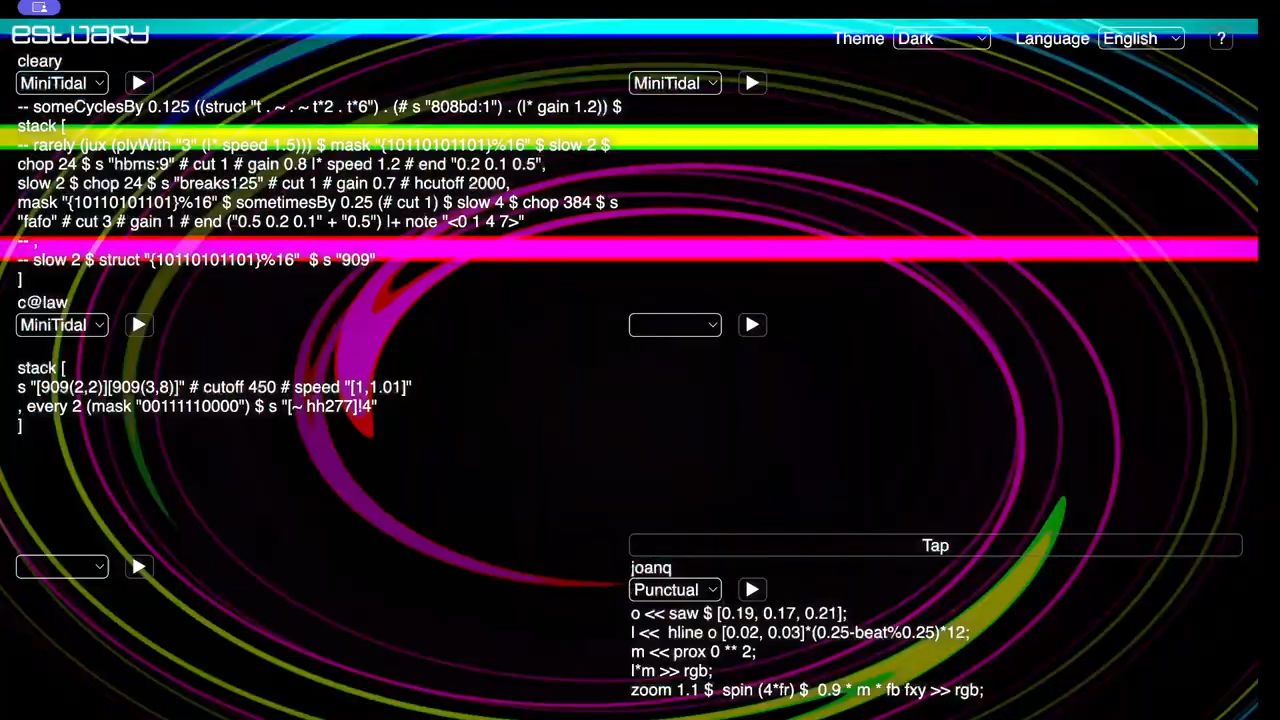 estuary
Theme Dark Language English ?
cleary
MiniTidal
MiniTidal
-- someCyclesBy 0.125 ((struct "t . ~ . ~ t*2 . t*6") . (# s "808bd:1") . (|* gain 1.2)) $
stack [
-- rarely (jux (plyWith "3" (|* speed 1.5))) $ mask "{10110101101}%16" $ slow 2 $
chop 24 $ s "hbms:9" # cut 1 # gain 0.8 |* speed 1.2 # end "0.2 0.1 0.5",
slow 2 $ chop 24 $ s "breaks125" # cut 1 # gain 0.7 # hcutoff 2000,
mask "{10110101101}%16" $ sometimesBy 0.25 (# cut 1) $ slow 4 $ chop 384 $ s
"fafo" # cut 3 # gain 1 # end ("0.5 0.2 0.1" + "0.5") |+ note "<0 1 4 7>"
-- ,
-- slow 2 $ struct "{10110101101}%16"  $ s "909"
]
c@law
MiniTidal
stack [
s "[909(2,2)][909(3,8)]" # cutoff 450 # speed "[1,1.01]"
, every 2 (mask "00111110000") $ s "[~ hh277]!4"
]
Tap
joanq
Punctual
o << saw $ [0.19, 0.17, 0.21];
l <<  hline o [0.02, 0.03]*(0.25-beat%0.25)*12;
m << prox 0 ** 2;
l*m >> rgb;
zoom 1.1 $  spin (4*fr) $  0.9 * m * fb fxy >> rgb;